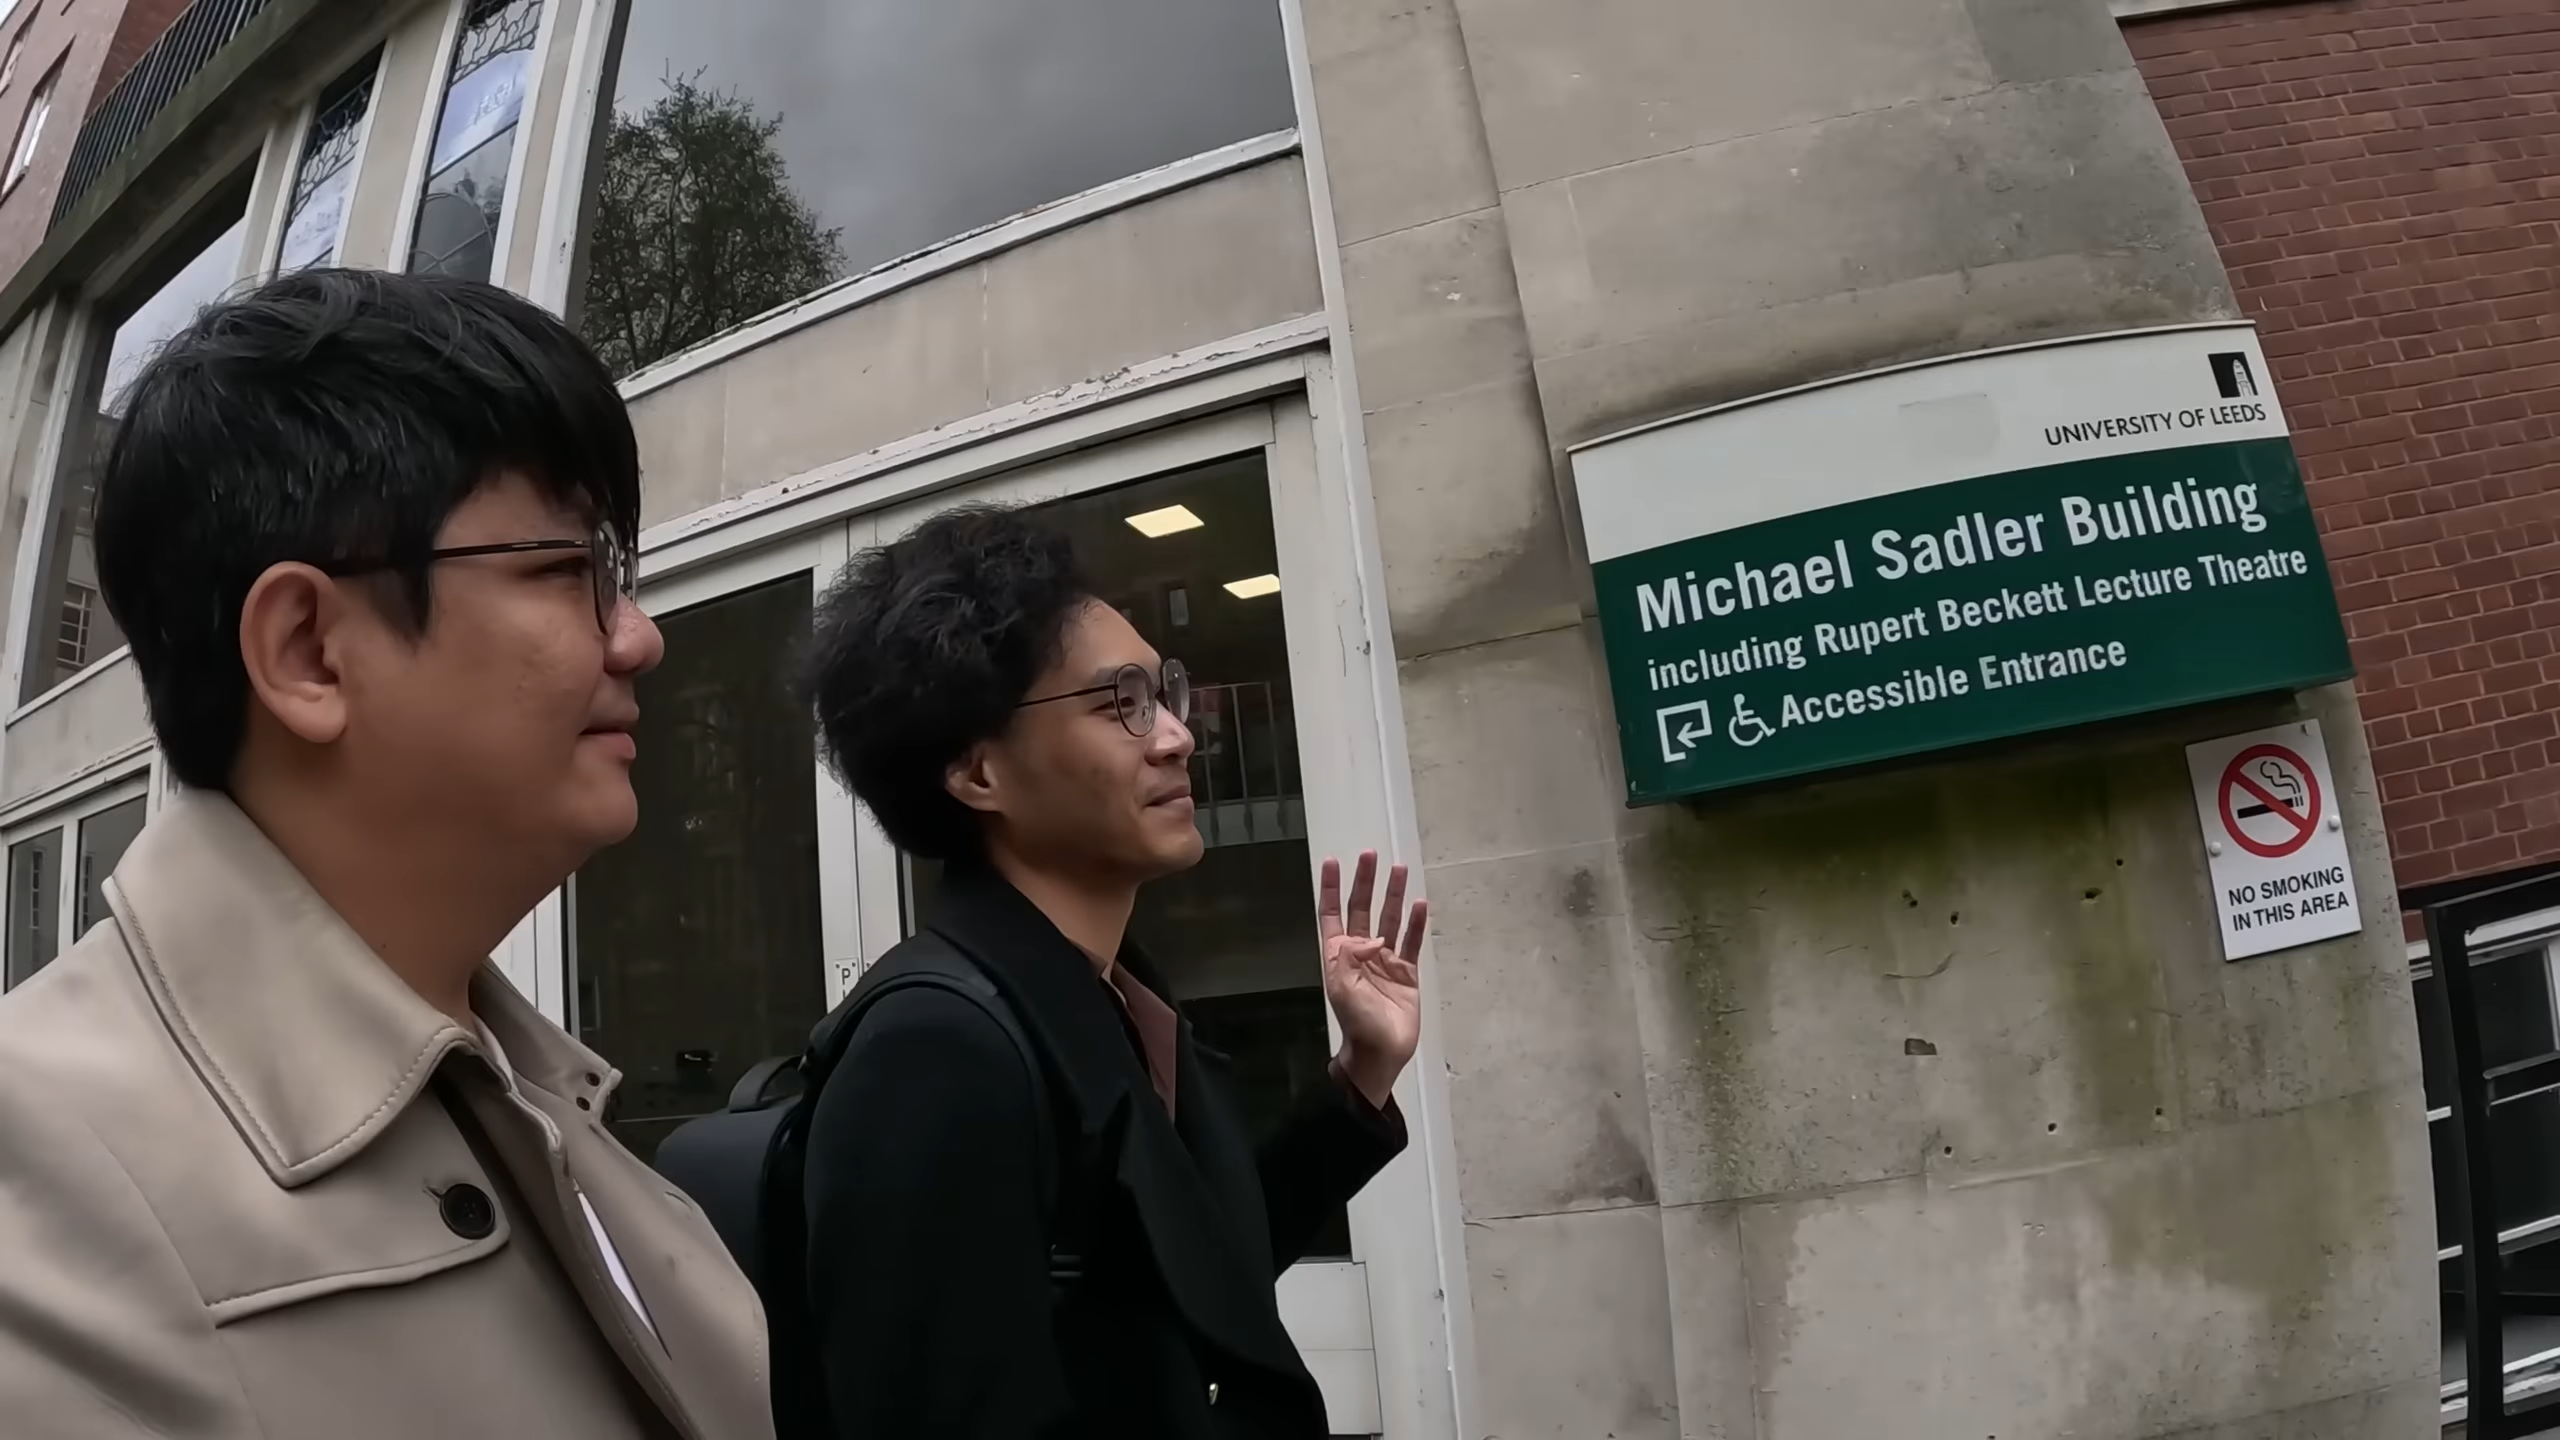 UNIVERSITY OF LEEDS
Michael Sadler Building
including Rupert Beckett Lecture Theatre
Accessible Entrance
NO SMOKING
IN THIS AREA